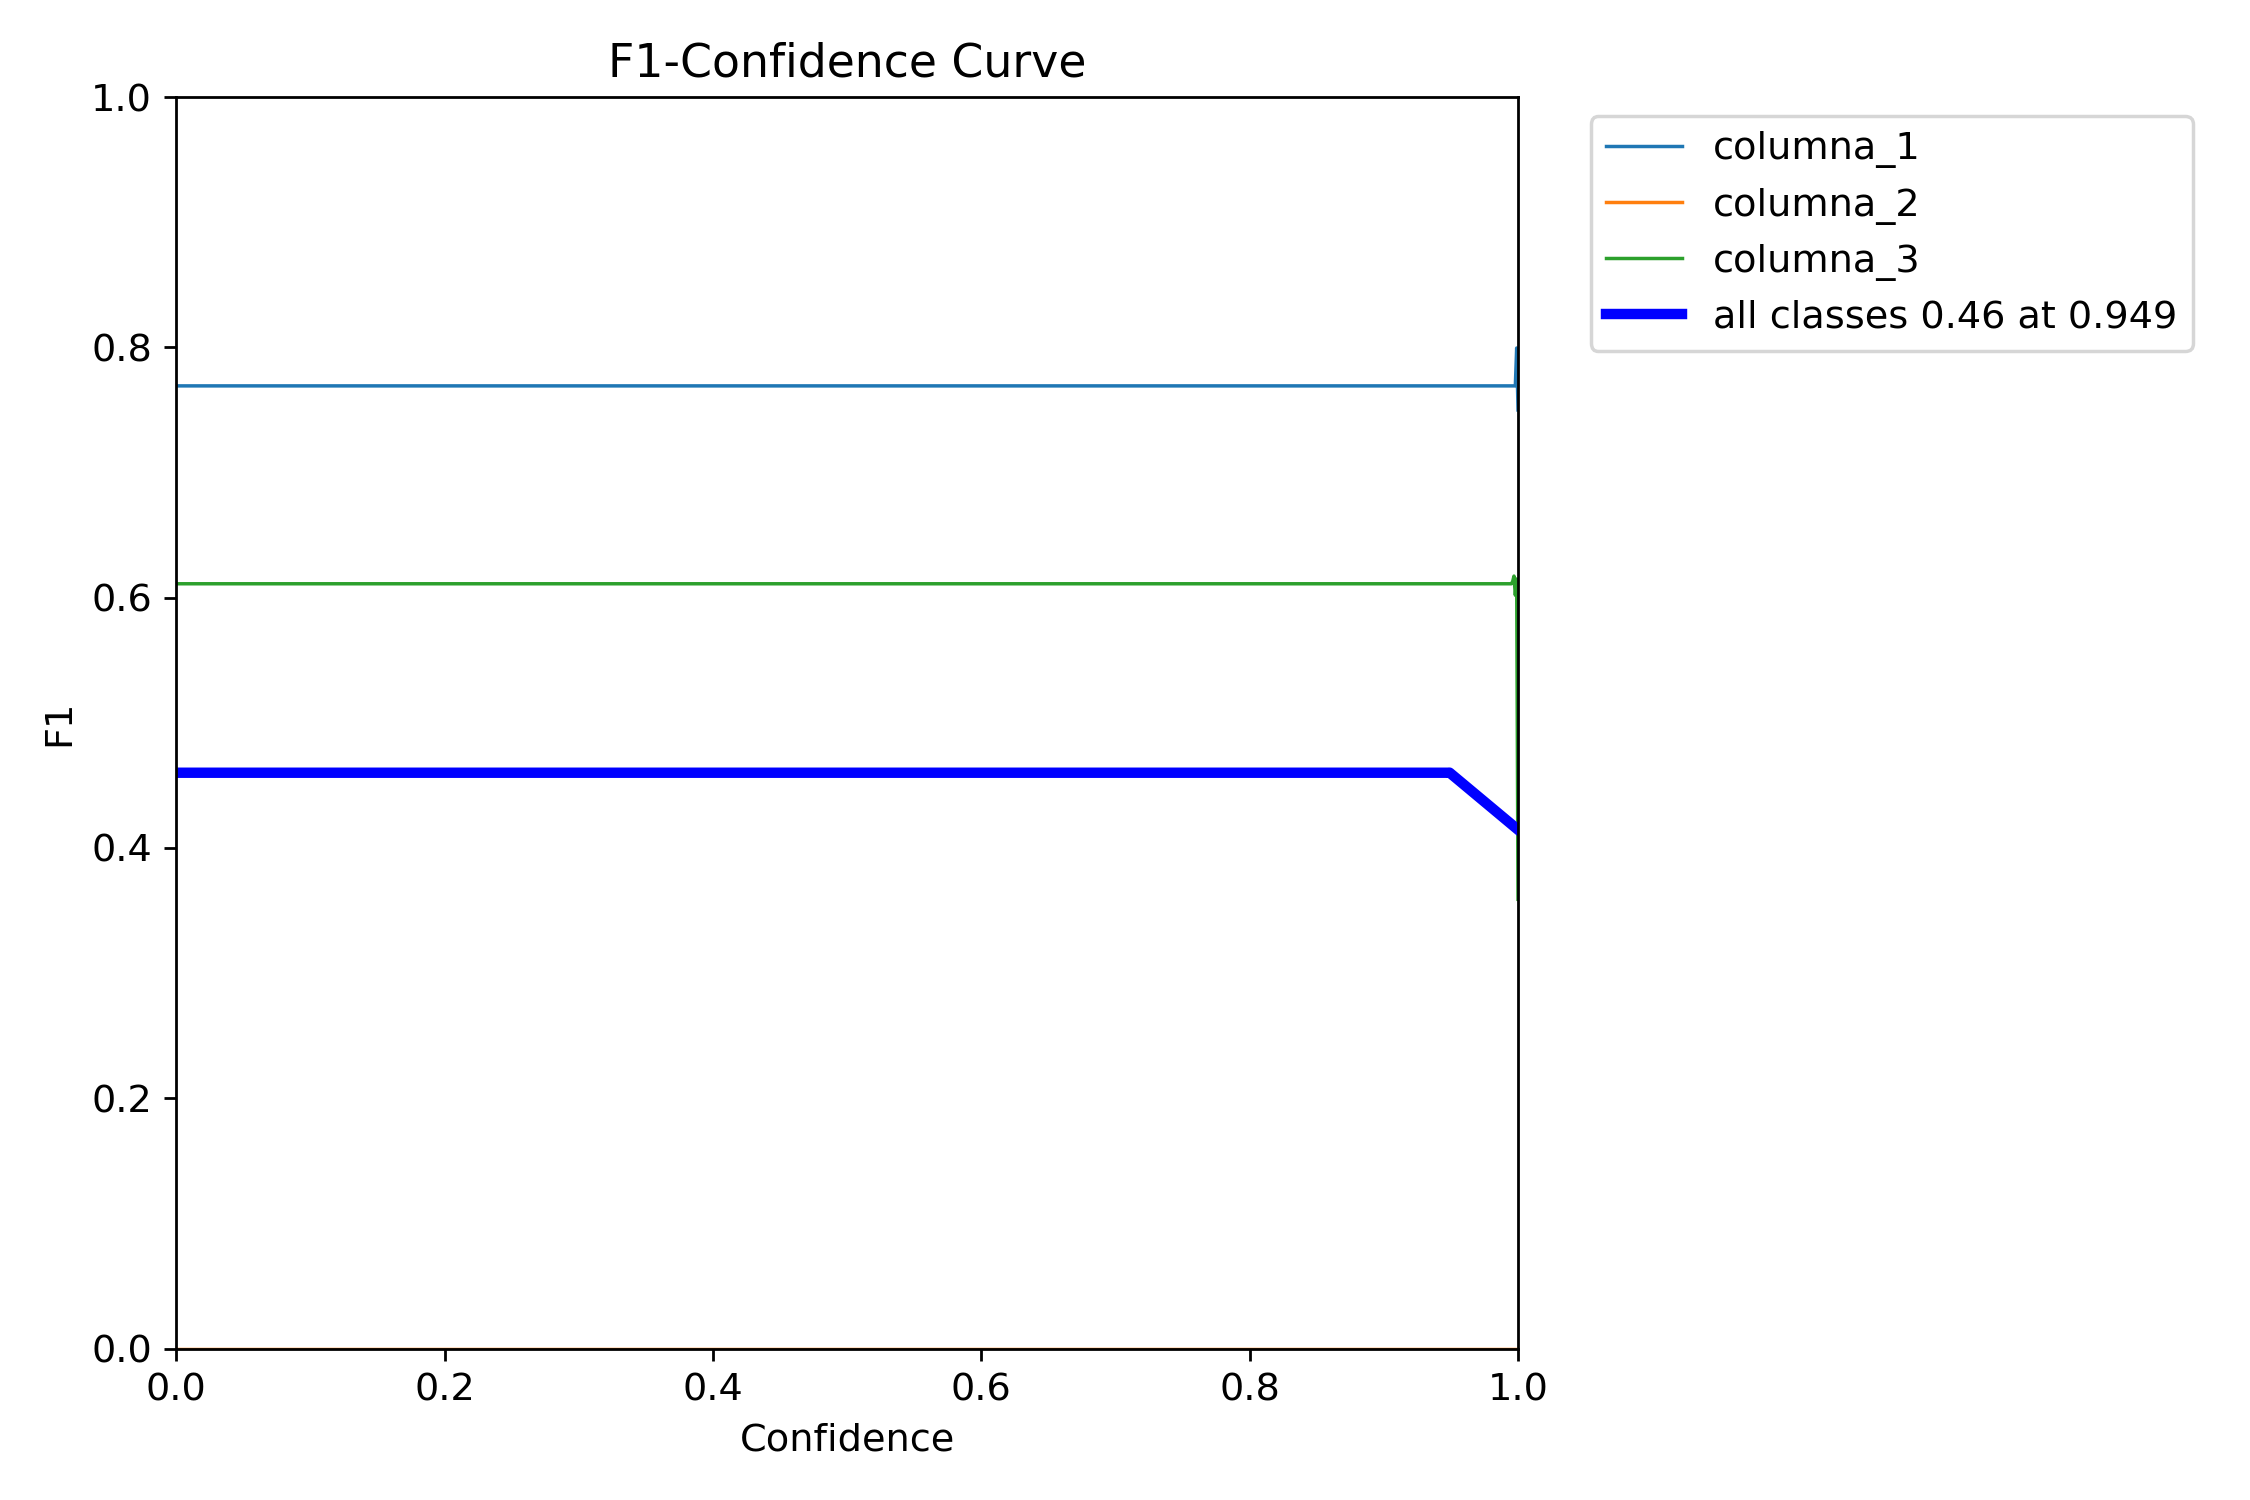 F1-Confidence Curve
1.0
0.8
0.6
0.4
0.2
0.0
F1
0.0 0.2 0.4 0.6 0.8 1.0
Confidence
columna_1
columna_2
columna_3
all classes 0.46 at 0.949